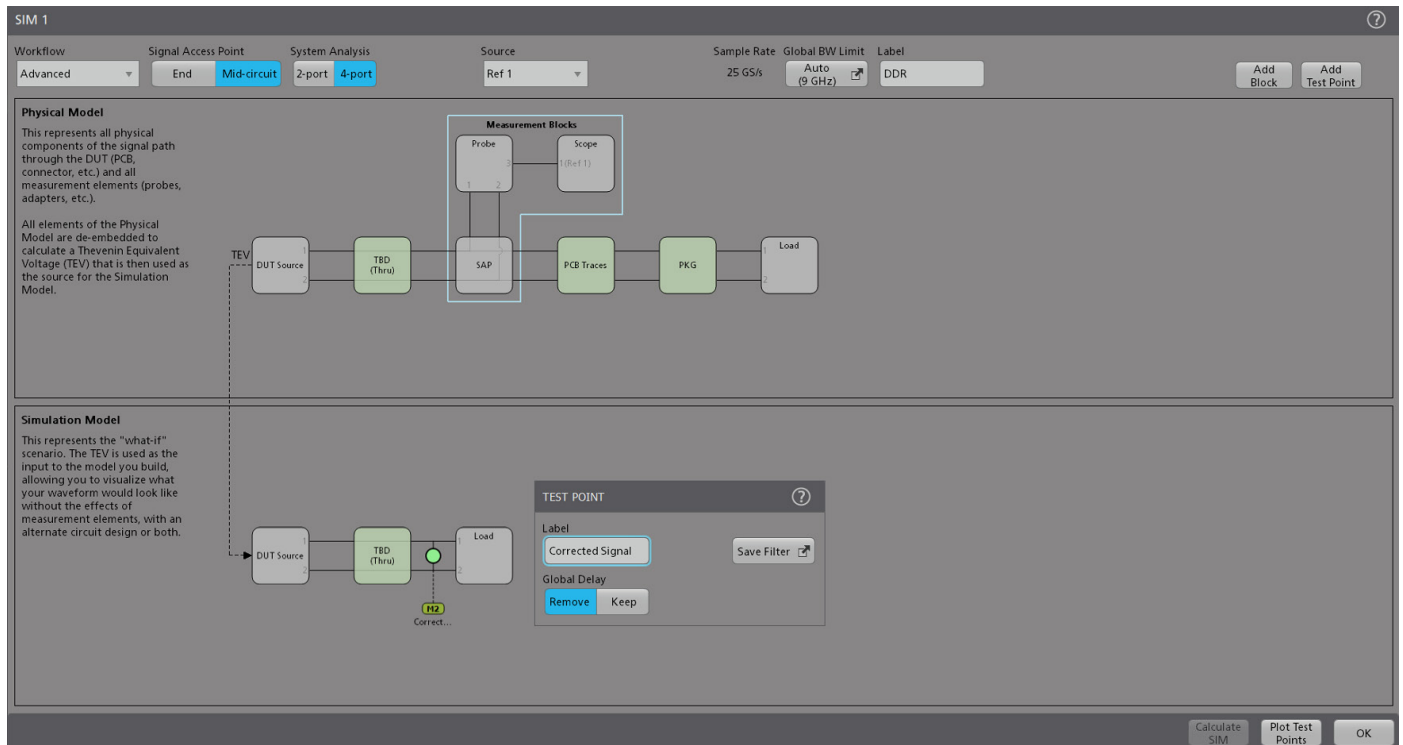 SIM 1
?
Workflow
Signal Access Point
System Analysis
Source
Sample Rate
Global BW Limit
Label
Advanced
End
Mid-circuit
2-port
4-port
Ref 1
25 GS/s
Auto
(9 GHz)
DDR
Add
Block
Add
Test Point
Physical Model
This represents all physical
components of the signal path
through the DUT (PCB,
connector, etc.) and all
measurement elements (probes,
adapters, etc.).
All elements of the Physical
Model are de-embedded to
calculate a Thevenin Equivalent
Voltage (TEV) that is then used as
the source for the Simulation
Model.
Measurement Blocks
Probe
3
1
2
Scope
1(Ref 1)
TEV
DUT Source
1
2
TBD
(Thru)
SAP
PCB Traces
PKG
Load
1
2
Simulation Model
This represents the "what-if"
scenario. The TEV is used as the
input to the model you build,
allowing you to visualize what
your waveform would look like
without the effects of
measurement elements, with an
alternate circuit design or both.
DUT Source
1
2
TBD
(Thru)
Load
1
2
M2
Correct...
TEST POINT
?
Label
Corrected Signal
Save Filter
Global Delay
Remove
Keep
Calculate
SIM
Plot Test
Points
OK